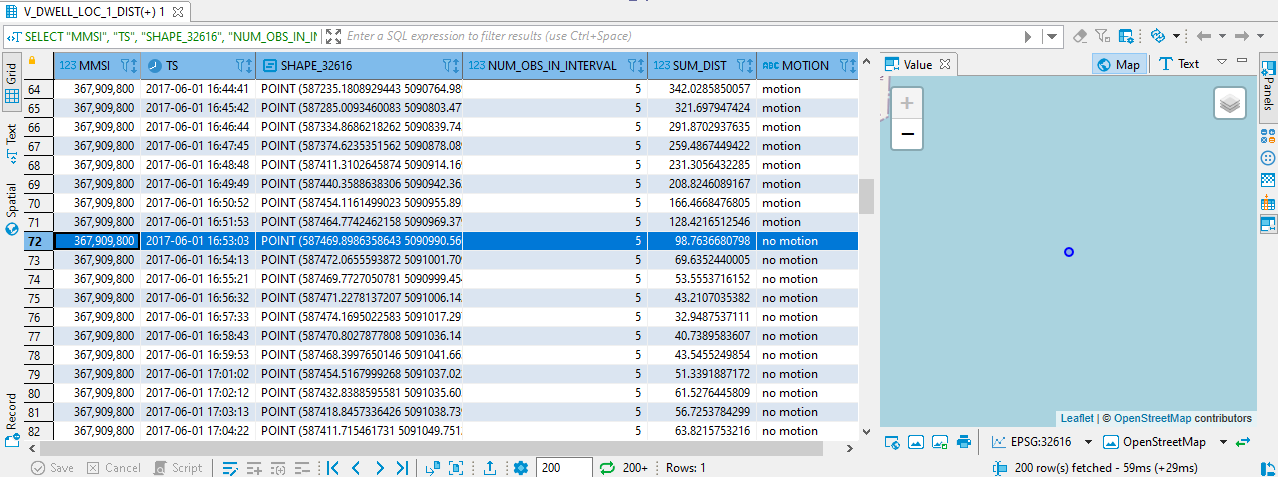 V_DWELL_LOC_1_DIST(+) 1
SELECT "MMSI", "TS", "SHAPE_32616", "NUM_OBS_IN_IN Enter a SQL expression to filter results (use Ctrl+Space)
Grid
Text
Spatial
Record
123 MMSI TS SHAPE_32616 123 NUM_OBS_IN_INTERVAL 123 SUM_DIST ABC MOTION
64 367,909,800 2017-06-01 16:44:41 POINT (587235.1808929443 5090764.989 5 342.0285850057 motion
65 367,909,800 2017-06-01 16:45:42 POINT (587285.0093460083 5090803.47 5 321.697947424 motion
66 367,909,800 2017-06-01 16:46:44 POINT (587334.8686218262 5090839.74 5 291.8702937635 motion
67 367,909,800 2017-06-01 16:47:45 POINT (587374.6235351562 5090878.089 5 259.4867449422 motion
68 367,909,800 2017-06-01 16:48:48 POINT (587411.3102645874 5090914.169 5 231.3056432285 motion
69 367,909,800 2017-06-01 16:49:49 POINT (587440.3588638306 5090942.36 5 208.8246089167 motion
70 367,909,800 2017-06-01 16:50:52 POINT (587454.1161499023 5090955.89 5 166.4668476805 motion
71 367,909,800 2017-06-01 16:51:53 POINT (587464.7742462158 5090969.379 5 128.4216512546 motion
72 367,909,800 2017-06-01 16:53:03 POINT (587469.8986358643 5090990.56 5 98.7636680798 no motion
73 367,909,800 2017-06-01 16:54:13 POINT (587472.0655593872 5091001.709 5 69.6352440005 no motion
74 367,909,800 2017-06-01 16:55:21 POINT (587469.7727050781 5090999.454 5 53.5553716152 no motion
75 367,909,800 2017-06-01 16:56:32 POINT (587471.2278137207 5091006.14 5 43.2107035382 no motion
76 367,909,800 2017-06-01 16:57:33 POINT (587474.1695022583 5091017.29 5 32.9487537111 no motion
77 367,909,800 2017-06-01 16:58:43 POINT (587470.8027877808 5091036.14 5 40.7389583607 no motion
78 367,909,800 2017-06-01 16:59:53 POINT (587468.3997650146 5091041.66 5 43.5455249854 no motion
79 367,909,800 2017-06-01 17:01:02 POINT (587454.5167999268 5091037.02 5 51.3391887172 no motion
80 367,909,800 2017-06-01 17:02:12 POINT (587432.8388595581 5091035.60 5 61.5276445809 no motion
81 367,909,800 2017-06-01 17:03:13 POINT (587418.8457336426 5091038.739 5 56.7253784299 no motion
82 367,909,800 2017-06-01 17:04:22 POINT (587411.715461731 5091049.751 5 63.8215753216 no motion
Value Map Text
Panels
+
−
Leaflet | © OpenStreetMap contributors
EPSG:32616 OpenStreetMap
Save Cancel Script 200 200+ Rows: 1
200 row(s) fetched - 59ms (+29ms)